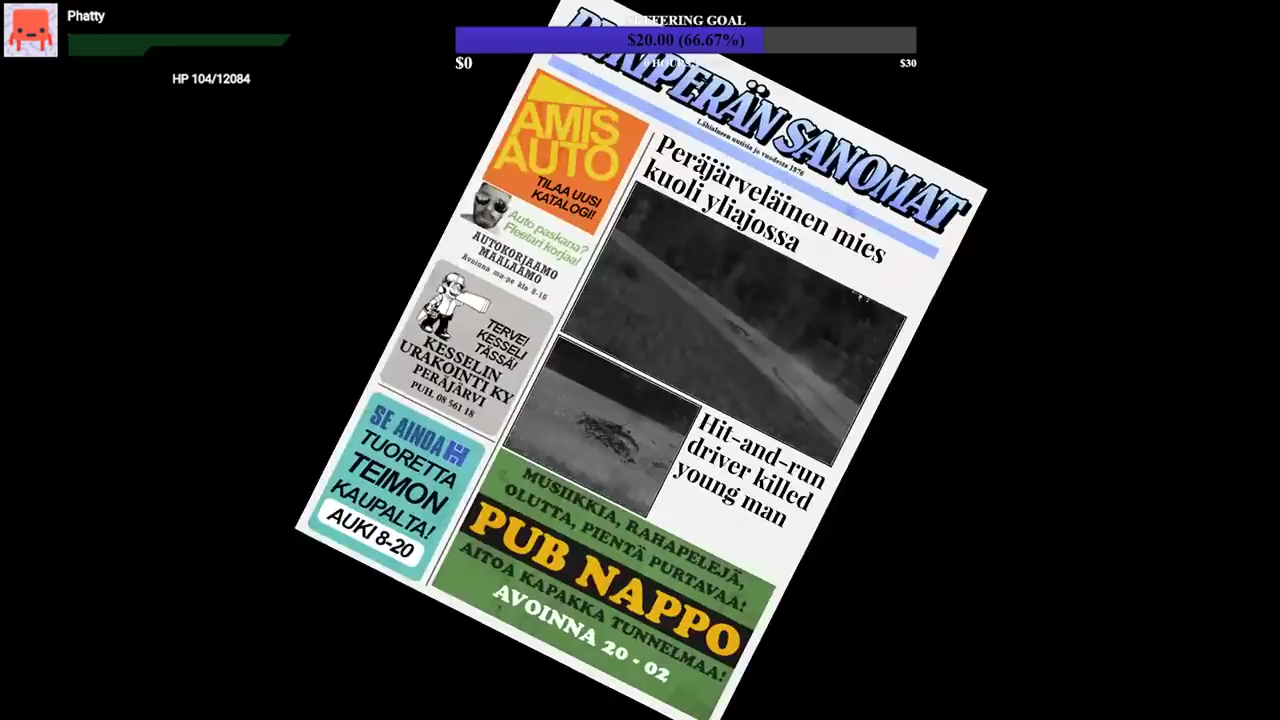 Phatty
HP 104/12084
$20.00 (66.67%)
$0
$30
SANOMAT
Lähialueen uutisia jo vuodesta 1876
AMIS
AUTO
TILAA UUSI
KATALOGI!
Auto paskana?
Fleetari korjaa!
AUTOKORJAAMO
MAALAAMO
Avoinna ma-pe klo 8-16
TERVE!
KESSELI
TÄSSÄ!
KESSELIN
URAKOINTI KY
PERÄJÄRVI
PUH. 08 561 18
SE AINOA
TUORETTA
TEIMON
KAUPALTA!
AUKI 8-20
Peräjärveläinen mies
kuoli yliajossa
Hit-and-run
driver killed
young man
MUSIIKKIA, RAHAPELEJÄ,
OLUTTA, PIENTÄ PURTAVAA!
PUB NAPPO
AITOA KAPAKKA TUNNELMAA!
AVOINNA 20 - 02